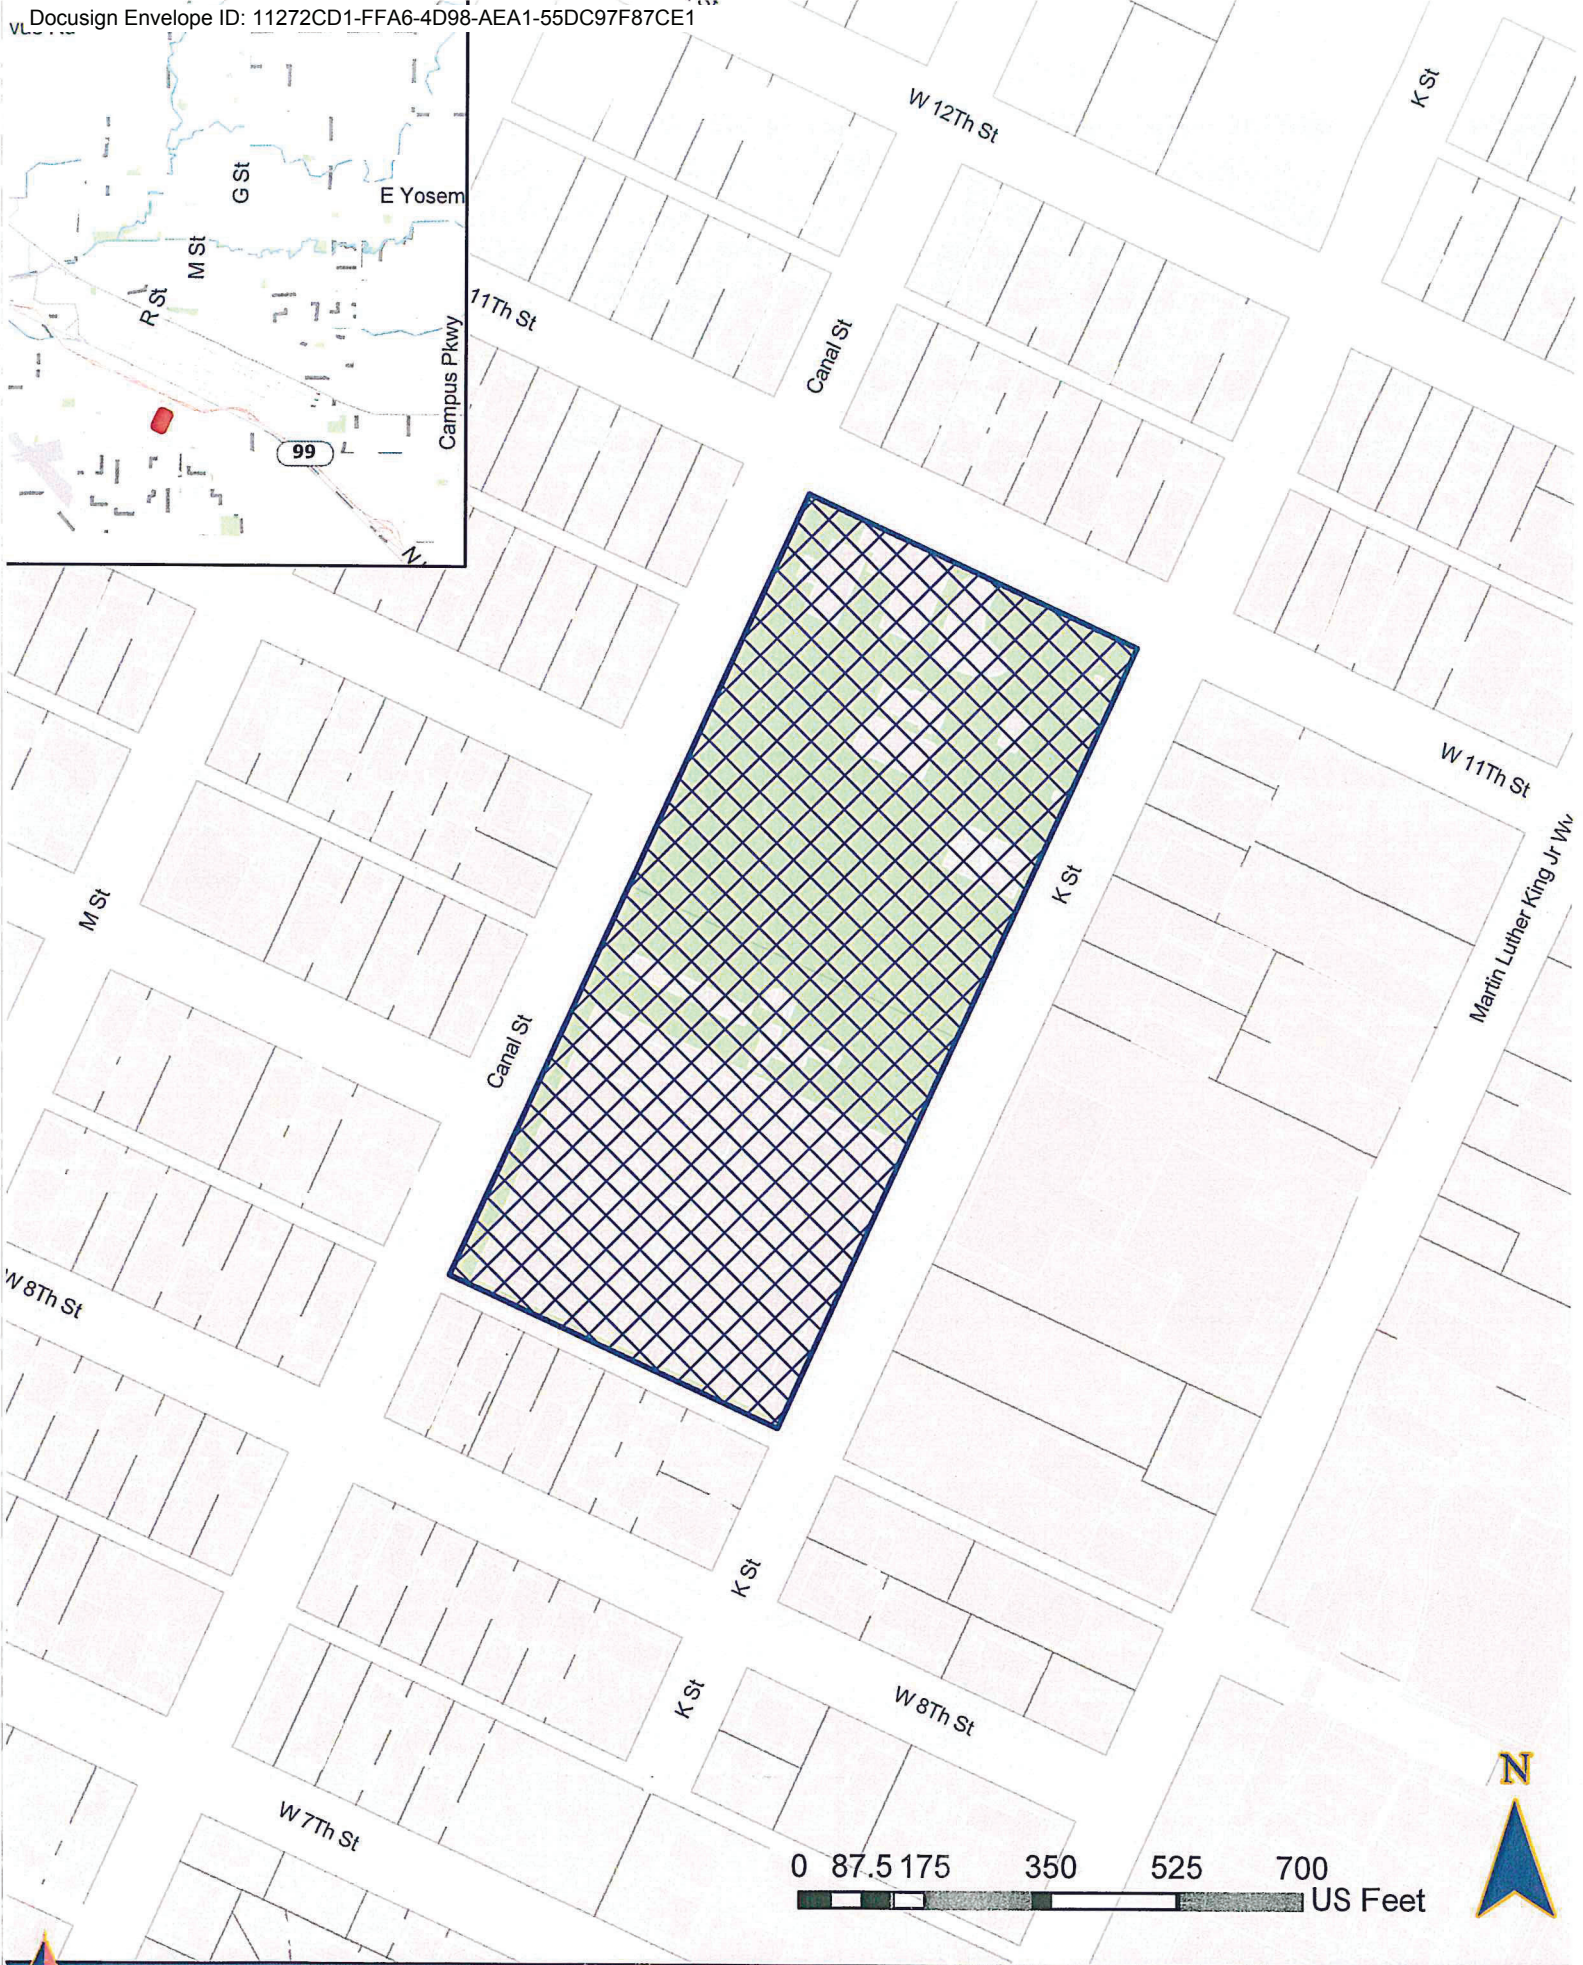 Docusign Envelope ID: 11272CD1-FFA6-4D98-AEA1-55DC97F87CE1
G St
E Yosem
M St
R St
Campus Pkwy
99
W 12Th St
K St
11Th St
Canal St
W 11Th St
Martin Luther King Jr Wy
K St
M St
Canal St
W 8Th St
K St
K St
W 8Th St
W 7Th St
N
0 87.5 175 350 525 700
US Feet